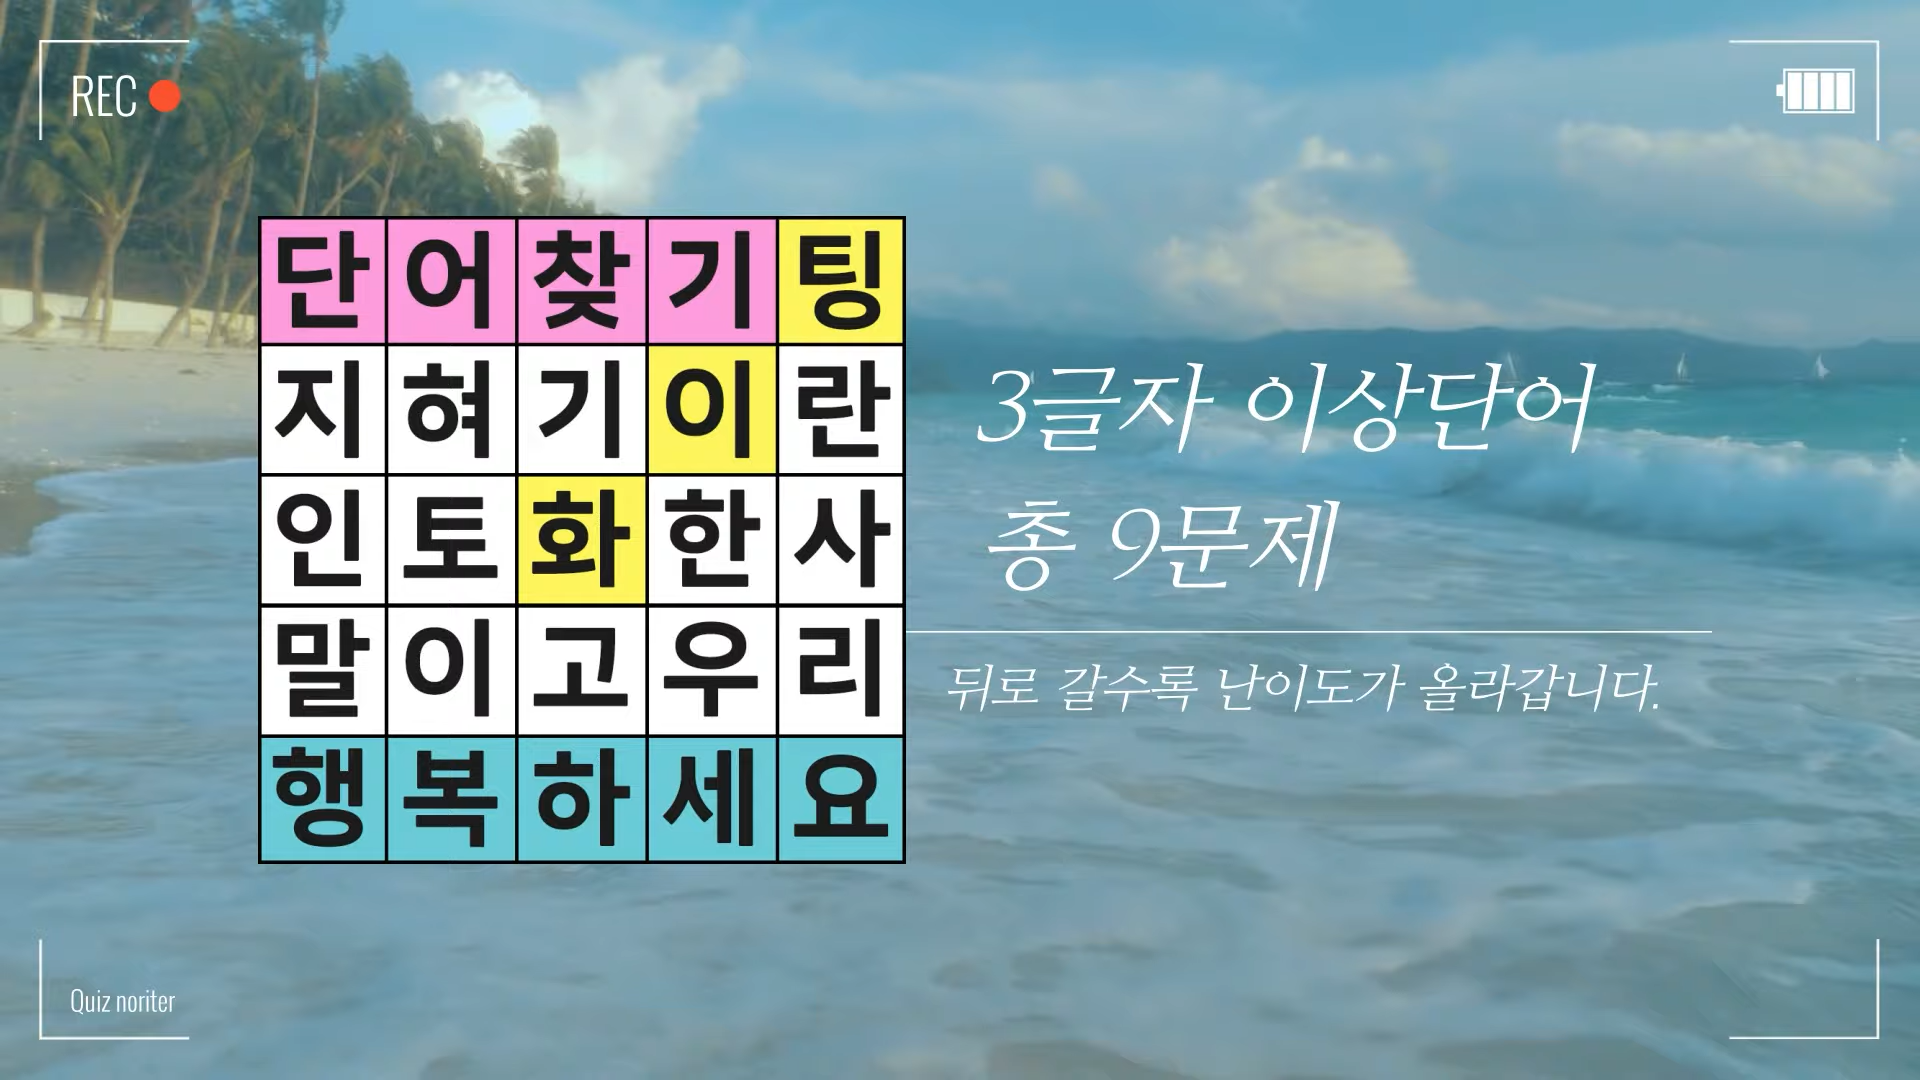 REC
단어찾기팅
지혀기이란
인토화한사
말이고우리
행복하세요
3글자 이상단어
총 9문제
뒤로 갈수록 난이도가 올라갑니다.
Quiz noriter